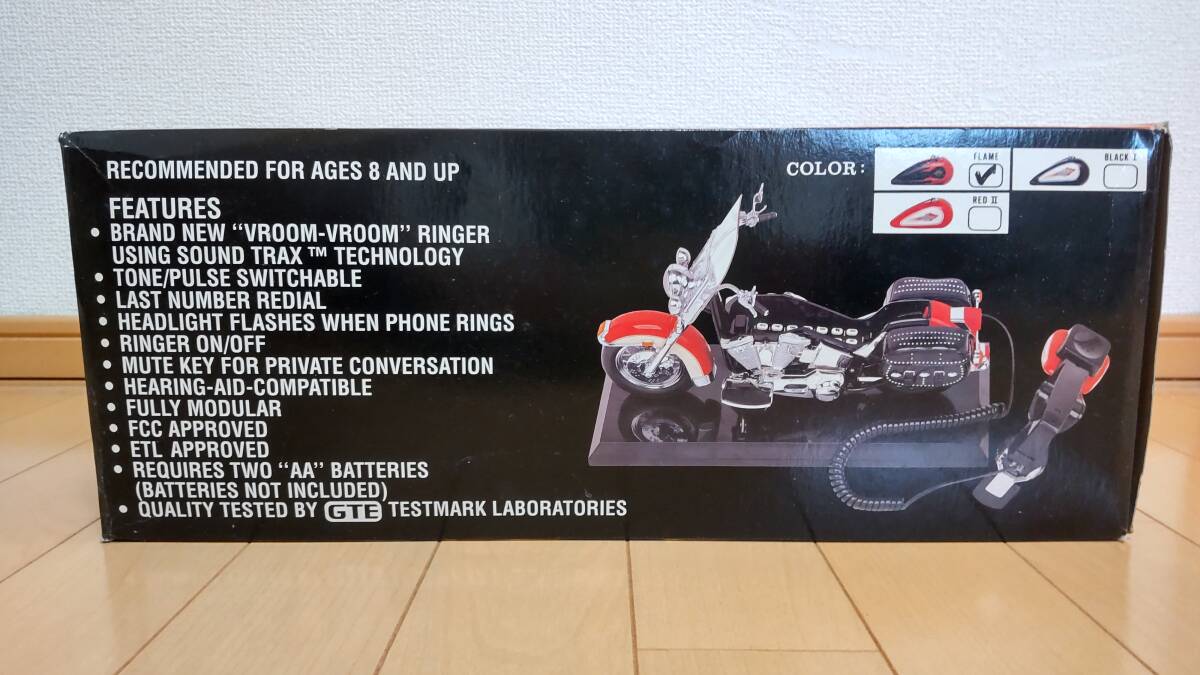 RECOMMENDED FOR AGES 8 AND UP
FEATURES
• BRAND NEW “VROOM-VROOM” RINGER
USING SOUND TRAX™ TECHNOLOGY
• TONE/PULSE SWITCHABLE
• LAST NUMBER REDIAL
• HEADLIGHT FLASHES WHEN PHONE RINGS
• RINGER ON/OFF
• MUTE KEY FOR PRIVATE CONVERSATION
• HEARING-AID-COMPATIBLE
• FULLY MODULAR
• FCC APPROVED
• ETL APPROVED
• REQUIRES TWO “AA” BATTERIES
(BATTERIES NOT INCLUDED)
• QUALITY TESTED BY GTE TESTMARK LABORATORIES
COLOR:
FLAME
BLACK I
RED II